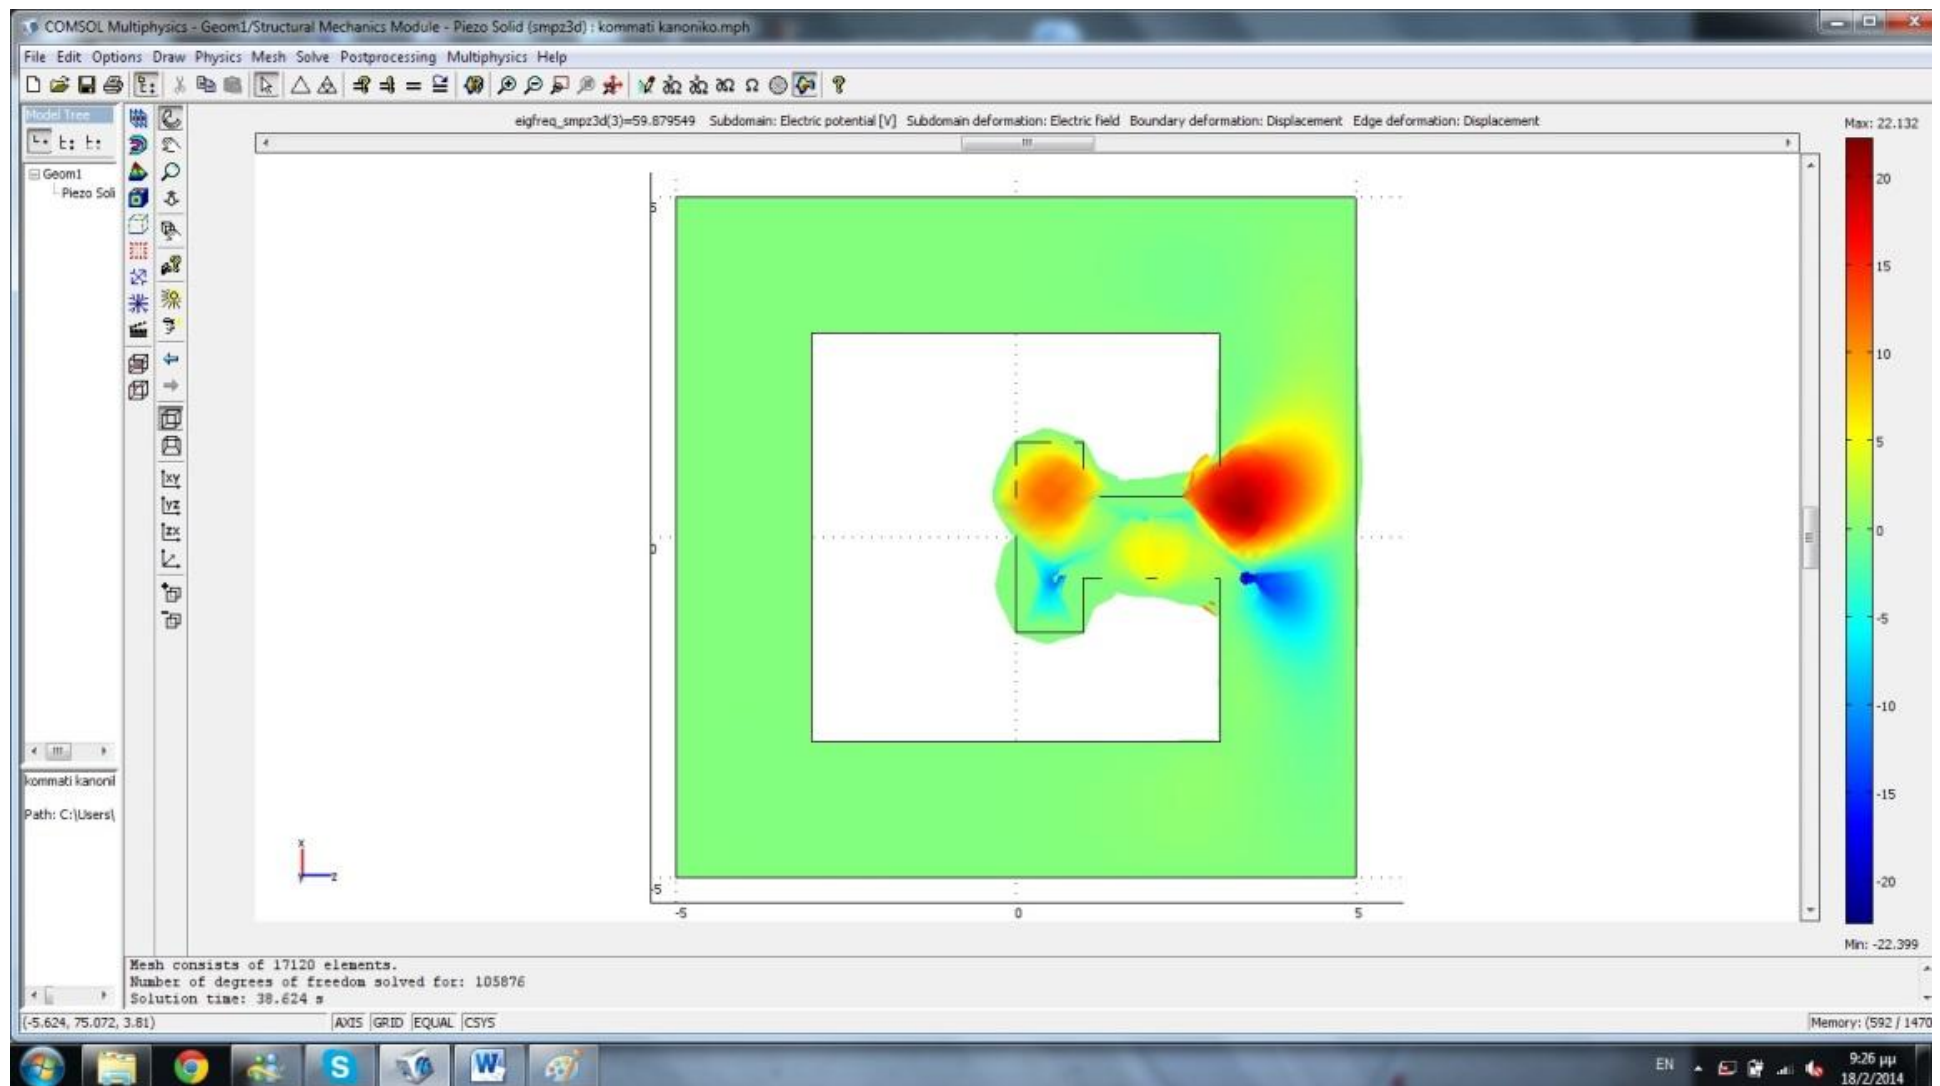 COMSOL Multiphysics - Geom1/Structural Mechanics Module - Piezo Solid (smpz3d) : kommati kanoniko.mph
File Edit Options Draw Physics Mesh Solve Postprocessing Multiphysics Help
Model Tree
Geom1
Piezo Soli
eigfreq_smpz3d(3)=59.879549 Subdomain: Electric potential [V] Subdomain deformation: Electric field Boundary deformation: Displacement Edge deformation: Displacement
Max: 22.132
20
15
10
5
0
-5
-10
-15
-20
Min: -22.399
5
0
-5
-5 0 5
x
y z
xy
yz
zx
kommati kanonil
Path: C:\Users\
Mesh consists of 17120 elements.
Number of degrees of freedom solved for: 105876
Solution time: 38.624 s
(-5.624, 75.072, 3.81) AXIS GRID EQUAL CSYS Memory: (592 / 1470
EN 9:26 μμ
18/2/2014